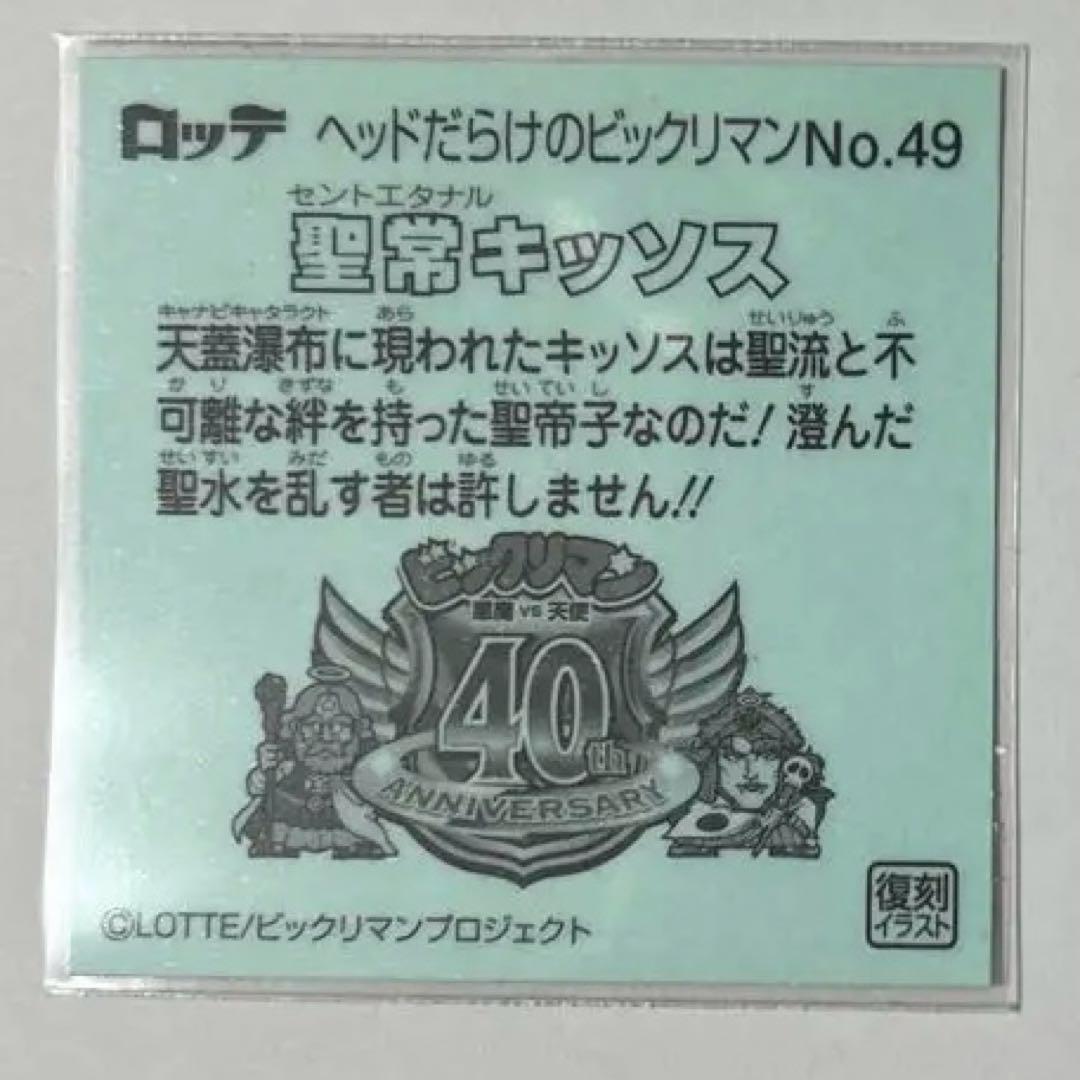 ロッテ ヘッドだらけのビックリマンNo.49
セントエタナル
聖常キッソス
キャナピキャタラクト あら せいりゅう ふ
天蓋瀑布に現われたキッソスは聖流と不
かり きずな も せいていし す
可離な絆を持った聖帝子なのだ!澄んだ
せいすい みだ もの ゆる
聖水を乱す者は許しません!!
ビックリマン
悪魔 VS 天使
40th
ANNIVERSARY
©LOTTE/ビックリマンプロジェクト
復刻
イラスト